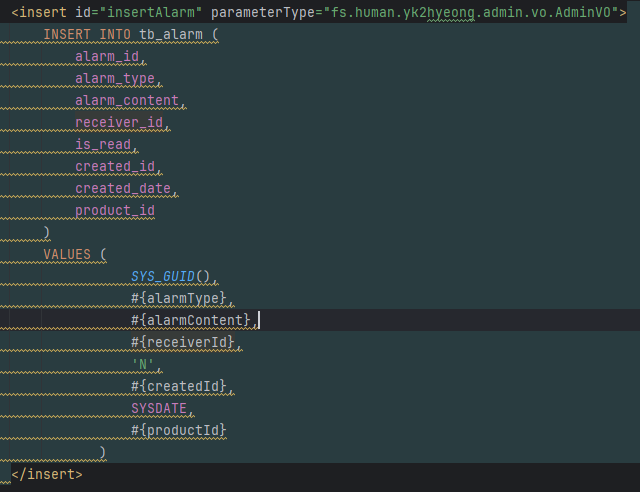 <insert id="insertAlarm" parameterType="fs.human.yk2hyeong.admin.vo.AdminVO">
INSERT INTO tb_alarm (
alarm_id,
alarm_type,
alarm_content,
receiver_id,
is_read,
created_id,
created_date,
product_id
)
VALUES (
SYS_GUID(),
#{alarmType},
#{alarmContent},
#{receiverId},
'N',
#{createdId},
SYSDATE,
#{productId}
)
</insert>